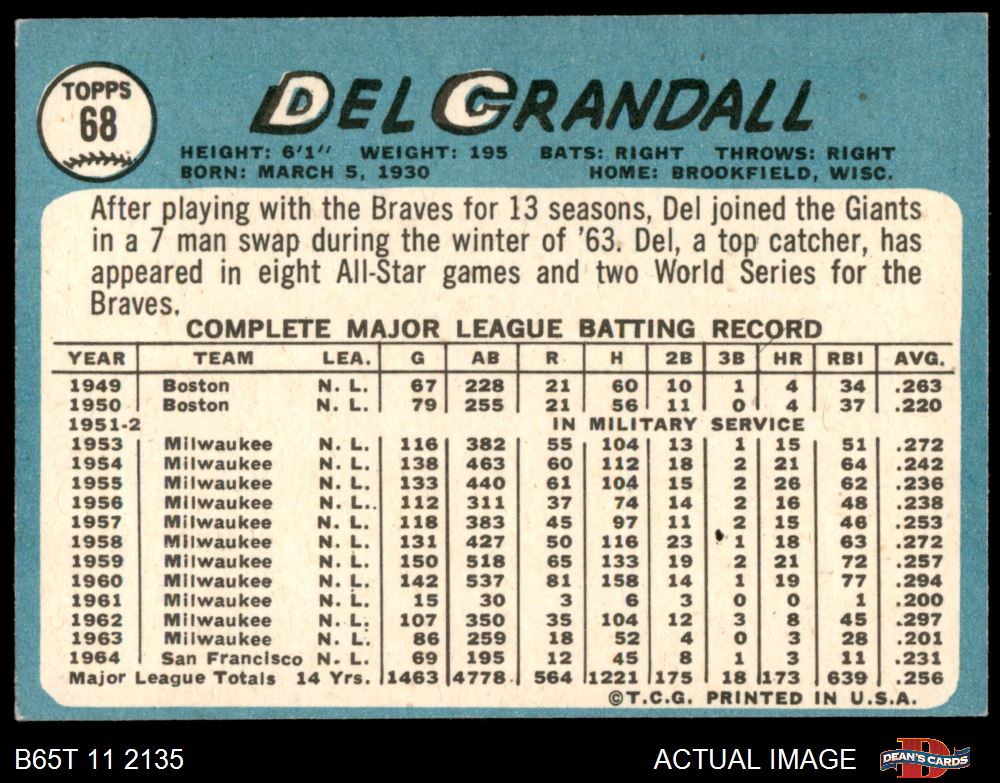 TOPPS
68
DEL CRANDALL
HEIGHT: 6'1" WEIGHT: 195 BATS: RIGHT THROWS: RIGHT
BORN: MARCH 5, 1930 HOME: BROOKFIELD, WISC.
After playing with the Braves for 13 seasons, Del joined the Giants
in a 7 man swap during the winter of '63. Del, a top catcher, has
appeared in eight All-Star games and two World Series for the
Braves.
COMPLETE MAJOR LEAGUE BATTING RECORD
YEAR TEAM LEA. G AB R H 2B 3B HR RBI AVG.
1949 Boston N. L. 67 228 21 60 10 1 4 34 .263
1950 Boston N. L. 79 255 21 56 11 0 4 37 .220
1951-2 IN MILITARY SERVICE
1953 Milwaukee N. L. 116 382 55 104 13 1 15 51 .272
1954 Milwaukee N. L. 138 463 60 112 18 2 21 64 .242
1955 Milwaukee N. L. 133 440 61 104 15 2 26 62 .236
1956 Milwaukee N. L.. 112 311 37 74 14 2 16 48 .238
1957 Milwaukee N. L. 118 383 45 97 11 2 15 46 .253
1958 Milwaukee N. L. 131 427 50 116 23 1 18 63 .272
1959 Milwaukee N. L. 150 518 65 133 19 2 21 72 .257
1960 Milwaukee N. L. 142 537 81 158 14 1 19 77 .294
1961 Milwaukee N. L. 15 30 3 6 3 0 0 1 .200
1962 Milwaukee N. L. 107 350 35 104 12 3 8 45 .297
1963 Milwaukee N. L. 86 259 18 52 4 0 3 28 .201
1964 San Francisco N. L. 69 195 12 45 8 1 3 11 .231
Major League Totals 14 Yrs. 1463 4778 564 1221 175 18 173 639 .256
©T.C.G. PRINTED IN U.S.A.
B65T 11 2135 ACTUAL IMAGE DEAN'S CARDS